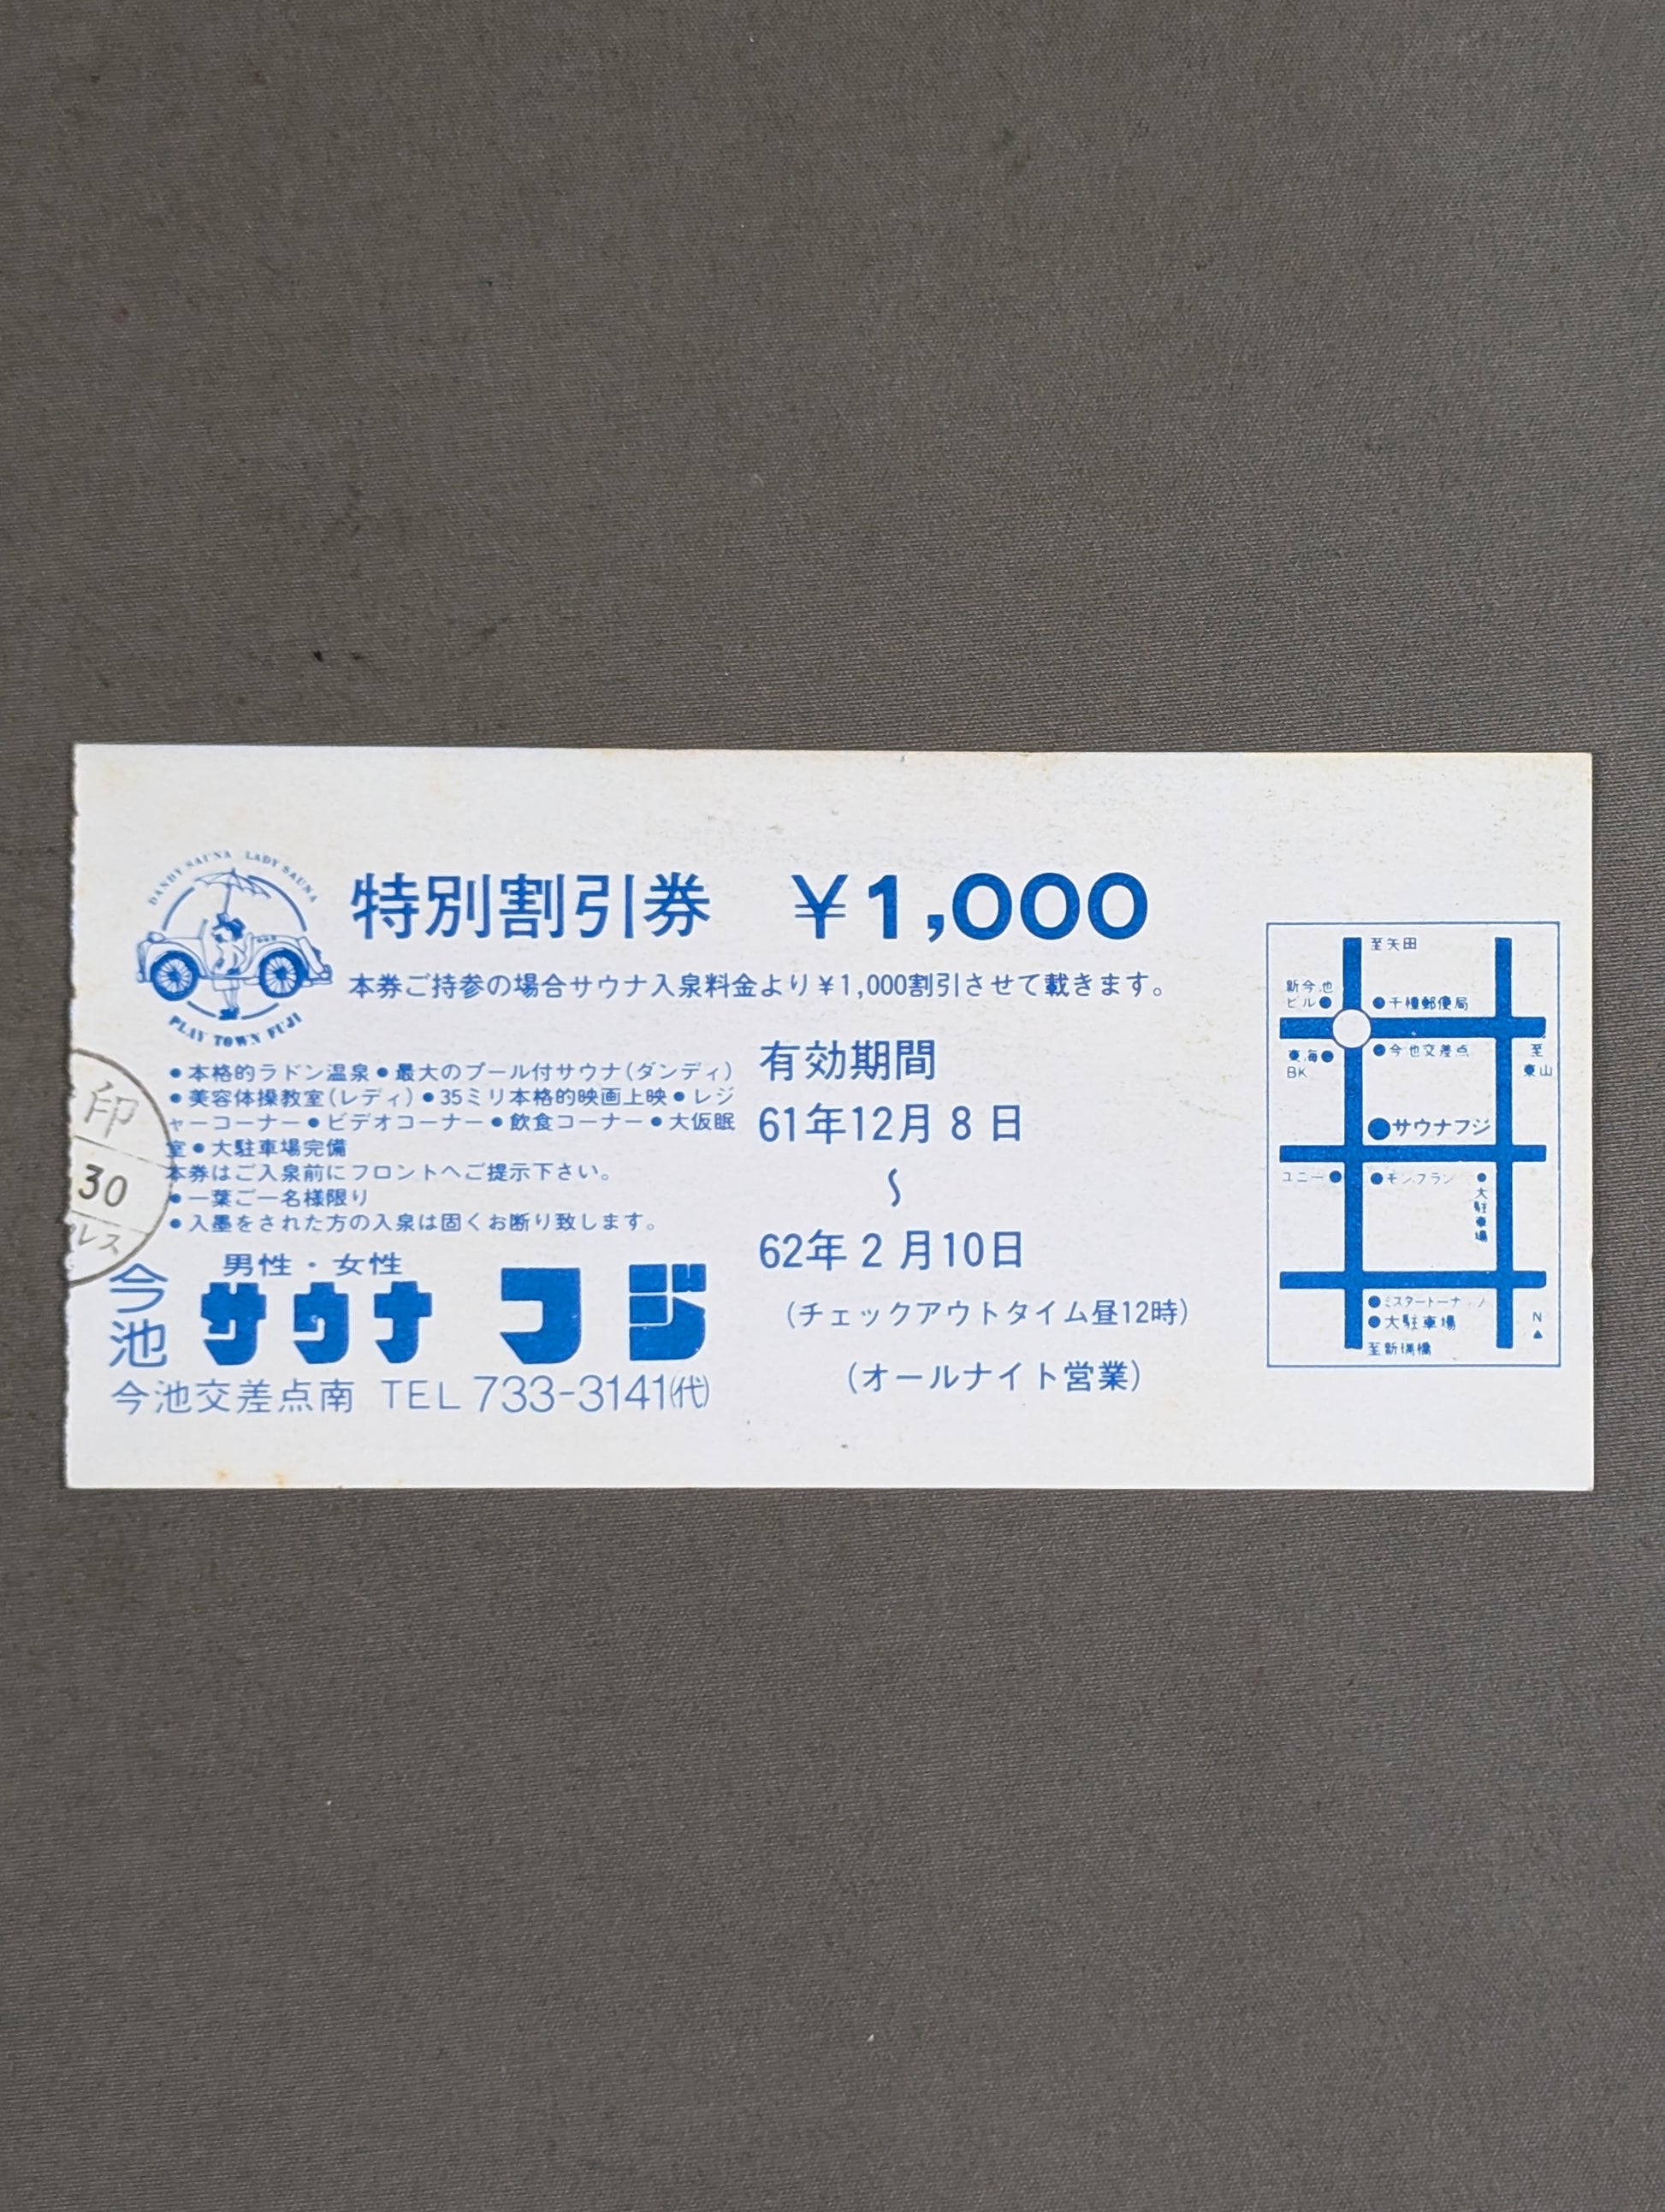 DANDY SAUNA LADY SAUNA
PLAY TOWN FUJI
特別割引券 ¥1,000
本券ご持参の場合サウナ入泉料金より¥1,000割引させて載きます。
●本格的ラドン温泉●最大のプール付サウナ(ダンディ)
●美容体操教室(レディ)●35ミリ本格的映画上映●レジ
ャーコーナー●ビデオコーナー●飲食コーナー●大仮眠
室●大駐車場完備
本券はご入泉前にフロントへご提示下さい。
●一葉ご一名様限り
●入墨をされた方の入泉は固くお断り致します。
印
30
レス
男性・女性
今池
サウナ フジ
今池交差点南 TEL 733-3141㈹
有効期間
61年12月8日
〜
62年2月10日
(チェックアウトタイム昼12時)
(オールナイト営業)
至矢田
新今池
ビル●
●千種郵便局
東海●
BK
●今池交差点
至
東山
●サウナフジ
ユニー●
●モンブラン
●大駐車場
●大駐車場
至新瑞橋
N